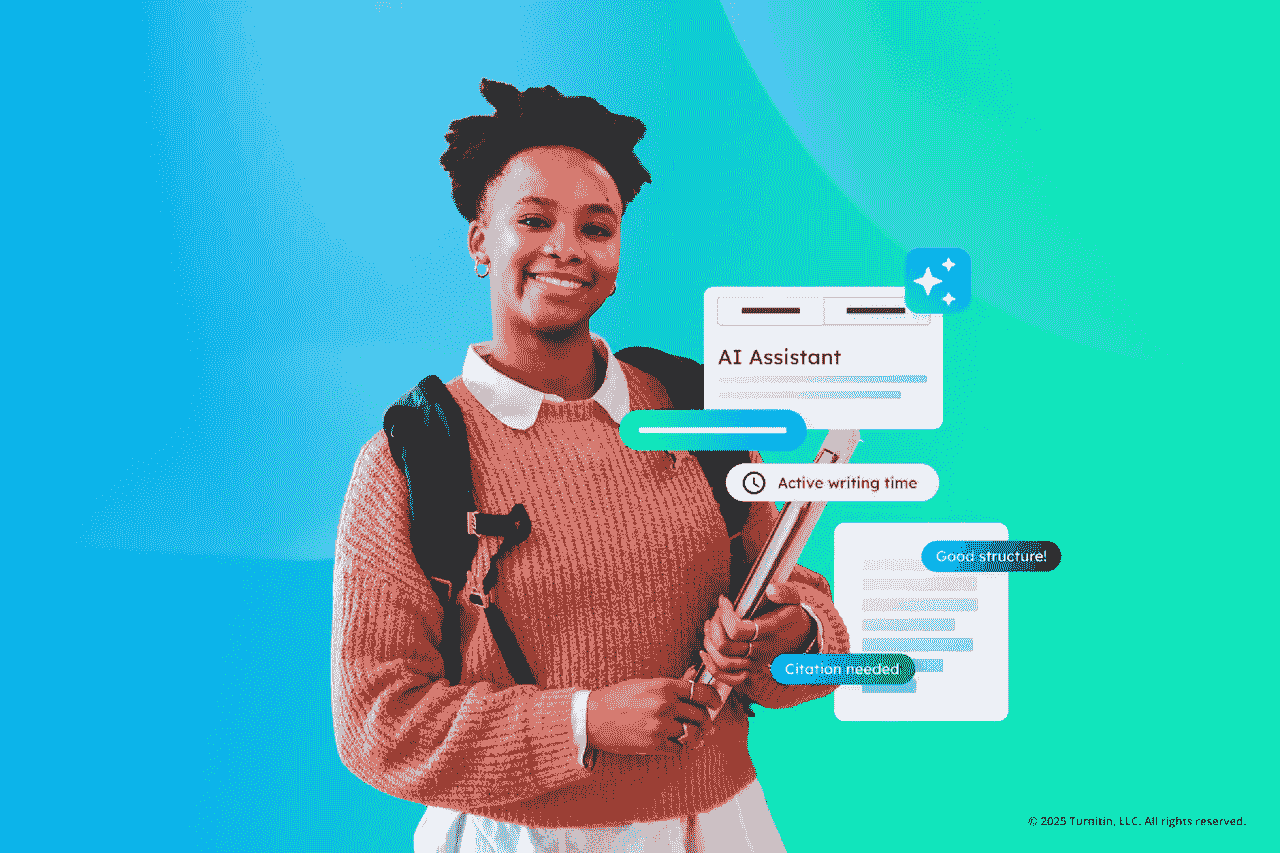 AI Assistant
Active writing time
Good structure!
Citation needed
© 2025 Turnitin, LLC. All rights reserved.